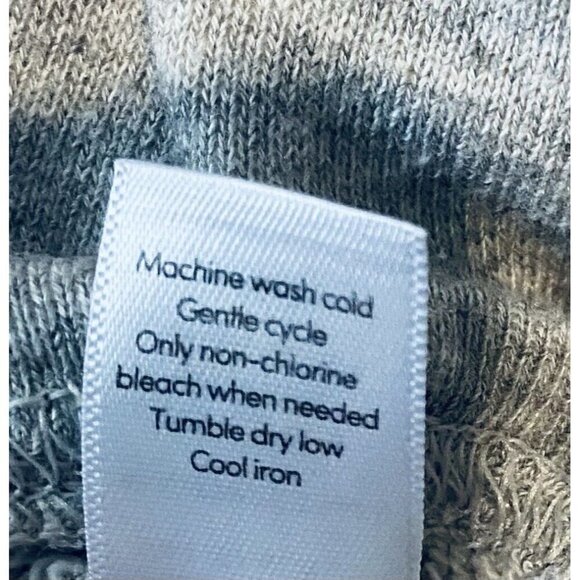 Machine wash cold
Gentle cycle
Only non-chlorine
bleach when needed
Tumble dry low
Cool iron